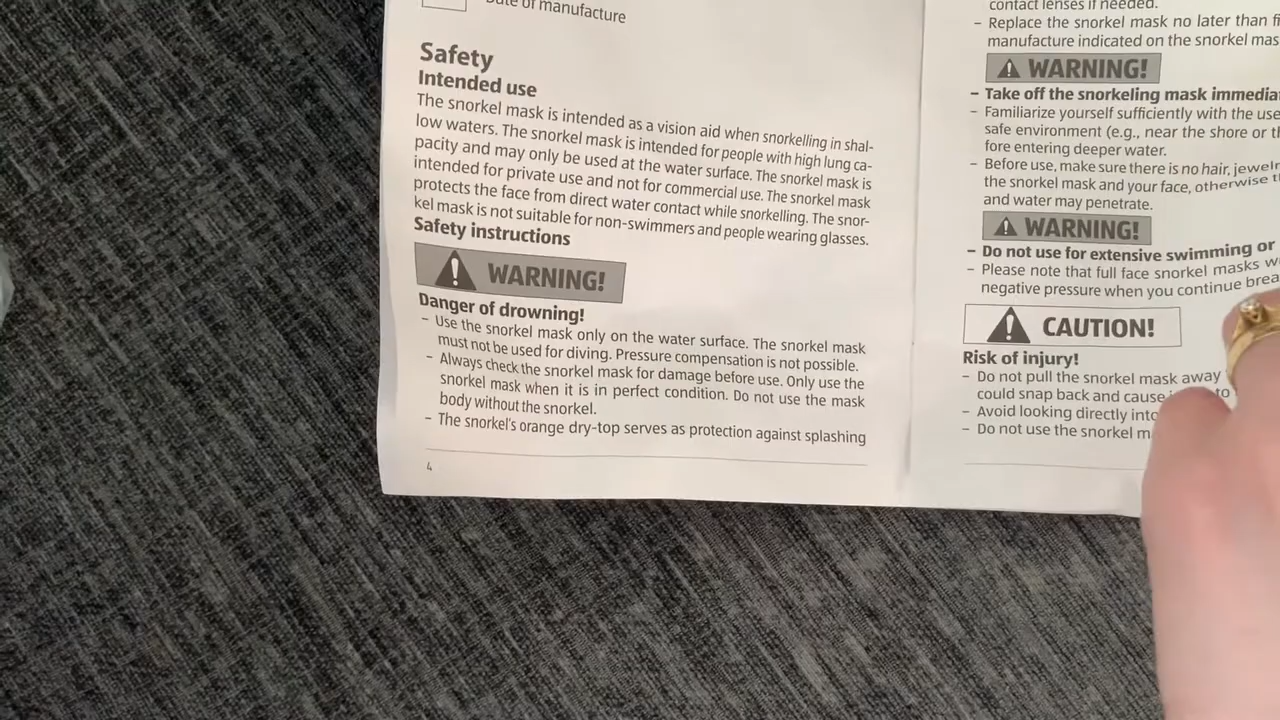 Date of manufacture
Safety
Intended use
The snorkel mask is intended as a vision aid when snorkelling in shal-
low waters. The snorkel mask is intended for people with high lung ca-
pacity and may only be used at the water surface. The snorkel mask is
intended for private use and not for commercial use. The snorkel mask
protects the face from direct water contact while snorkelling. The snor-
kel mask is not suitable for non-swimmers and people wearing glasses.
Safety instructions
WARNING!
Danger of drowning!
– Use the snorkel mask only on the water surface. The snorkel mask
must not be used for diving. Pressure compensation is not possible.
– Always check the snorkel mask for damage before use. Only use the
snorkel mask when it is in perfect condition. Do not use the mask
body without the snorkel.
– The snorkel's orange dry-top serves as protection against splashing
4
contact lenses if needed.
– Replace the snorkel mask no later than
manufacture indicated on the snorkel
WARNING!
– Take off the snorkeling mask
– Familiarize yourself sufficiently with the use
safe environment (e.g., near the shore or
fore entering deeper water.
– Before use, make sure there is no hair,
the snorkel mask and your face, otherwise
and water may penetrate.
WARNING!
– Do not use for extensive swimming or
– Please note that full face snorkel masks
negative pressure when you continue
CAUTION!
Risk of injury!
– Do not pull the snorkel mask away
could snap back and cause
to
– Avoid looking directly into
– Do not use the snorkel